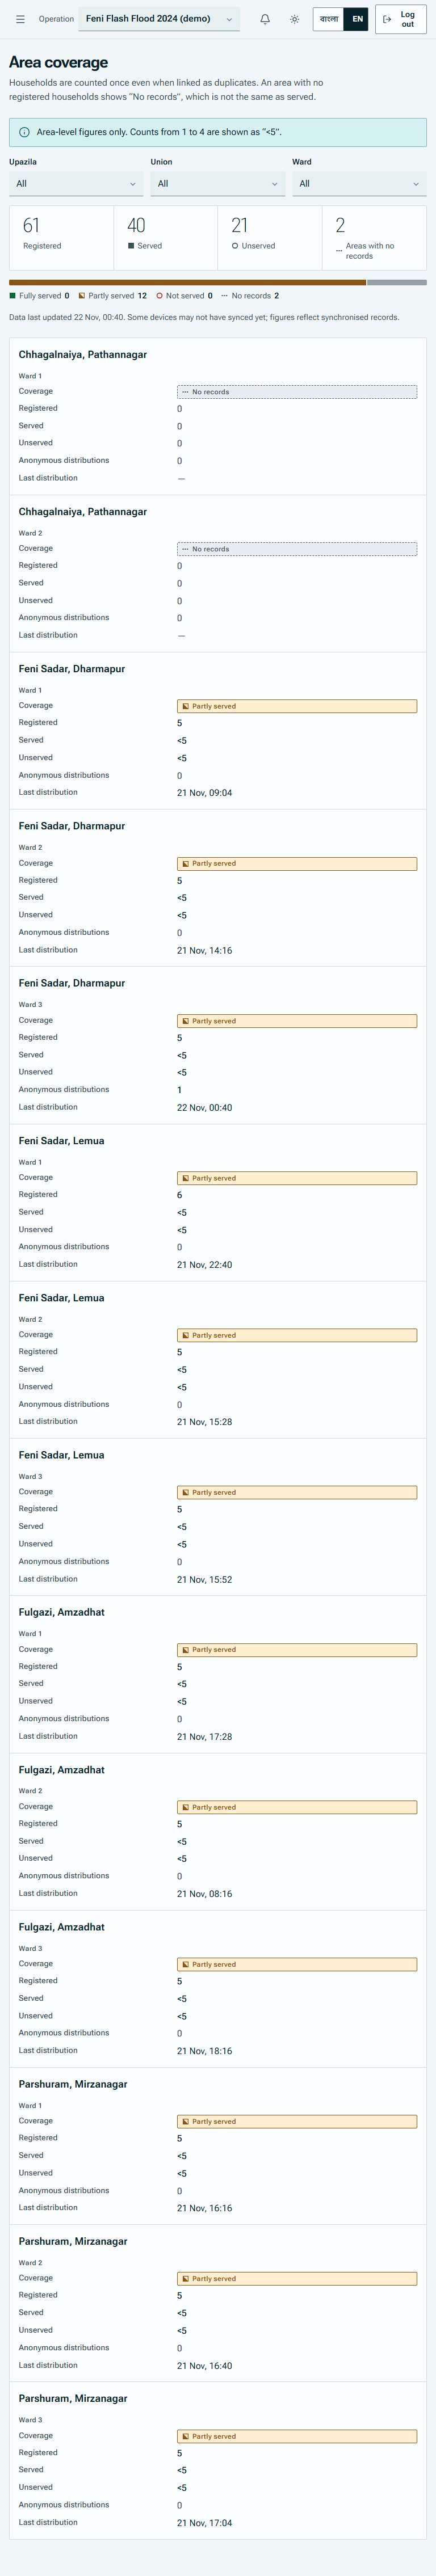 Operation Feni Flash Flood 2024 (demo) বাংলা EN Log out
Area coverage
Households are counted once even when linked as duplicates. An area with no
registered households shows “No records”, which is not the same as served.
Area-level figures only. Counts from 1 to 4 are shown as “<5”.
Upazila Union Ward
All All All
61 40 21 2
Registered Served Unserved Areas with no records
Fully served 0 Partly served 12 Not served 0 No records 2
Data last updated 22 Nov, 00:40. Some devices may not have synced yet; figures reflect synchronised records.
Chhagalnaiya, Pathannagar
Ward 1
Coverage No records
Registered 0
Served 0
Unserved 0
Anonymous distributions 0
Last distribution —
Chhagalnaiya, Pathannagar
Ward 2
Coverage No records
Registered 0
Served 0
Unserved 0
Anonymous distributions 0
Last distribution —
Feni Sadar, Dharmapur
Ward 1
Coverage Partly served
Registered 5
Served <5
Unserved <5
Anonymous distributions 0
Last distribution 21 Nov, 09:04
Feni Sadar, Dharmapur
Ward 2
Coverage Partly served
Registered 5
Served <5
Unserved <5
Anonymous distributions 0
Last distribution 21 Nov, 14:16
Feni Sadar, Dharmapur
Ward 3
Coverage Partly served
Registered 5
Served <5
Unserved <5
Anonymous distributions 1
Last distribution 22 Nov, 00:40
Feni Sadar, Lemua
Ward 1
Coverage Partly served
Registered 6
Served <5
Unserved <5
Anonymous distributions 0
Last distribution 21 Nov, 22:40
Feni Sadar, Lemua
Ward 2
Coverage Partly served
Registered 5
Served <5
Unserved <5
Anonymous distributions 0
Last distribution 21 Nov, 15:28
Feni Sadar, Lemua
Ward 3
Coverage Partly served
Registered 5
Served <5
Unserved <5
Anonymous distributions 0
Last distribution 21 Nov, 15:52
Fulgazi, Amzadhat
Ward 1
Coverage Partly served
Registered 5
Served <5
Unserved <5
Anonymous distributions 0
Last distribution 21 Nov, 17:28
Fulgazi, Amzadhat
Ward 2
Coverage Partly served
Registered 5
Served <5
Unserved <5
Anonymous distributions 0
Last distribution 21 Nov, 08:16
Fulgazi, Amzadhat
Ward 3
Coverage Partly served
Registered 5
Served <5
Unserved <5
Anonymous distributions 0
Last distribution 21 Nov, 18:16
Parshuram, Mirzanagar
Ward 1
Coverage Partly served
Registered 5
Served <5
Unserved <5
Anonymous distributions 0
Last distribution 21 Nov, 16:16
Parshuram, Mirzanagar
Ward 2
Coverage Partly served
Registered 5
Served <5
Unserved <5
Anonymous distributions 0
Last distribution 21 Nov, 16:40
Parshuram, Mirzanagar
Ward 3
Coverage Partly served
Registered 5
Served <5
Unserved <5
Anonymous distributions 0
Last distribution 21 Nov, 17:04